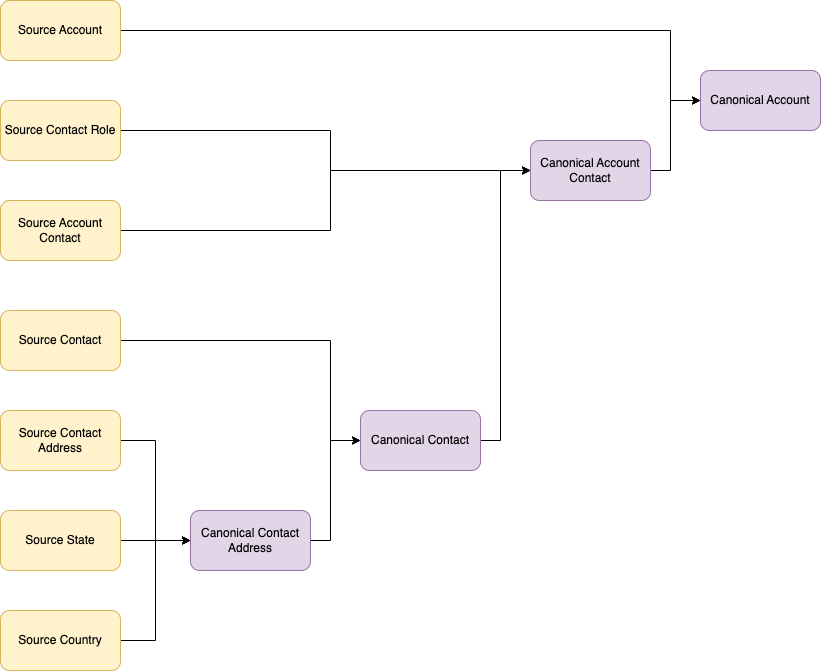 Source Account
Canonical Account
Source Contact Role
Canonical Account
Contact
Source Account
Contact
Source Contact
Source Contact
Address
Canonical Contact
Source State
Canonical Contact
Address
Source Country